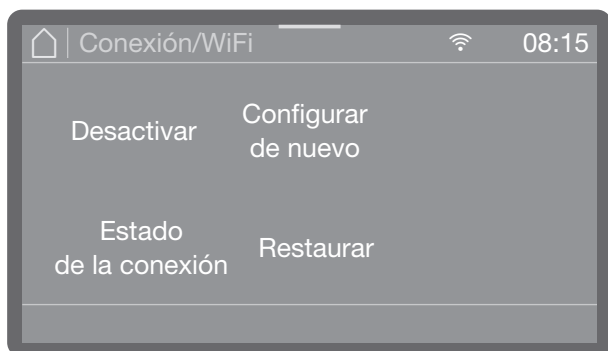 Conexión/WiFi 08:15
Desactivar
Configurar
de nuevo
Estado
de la conexión
Restaurar